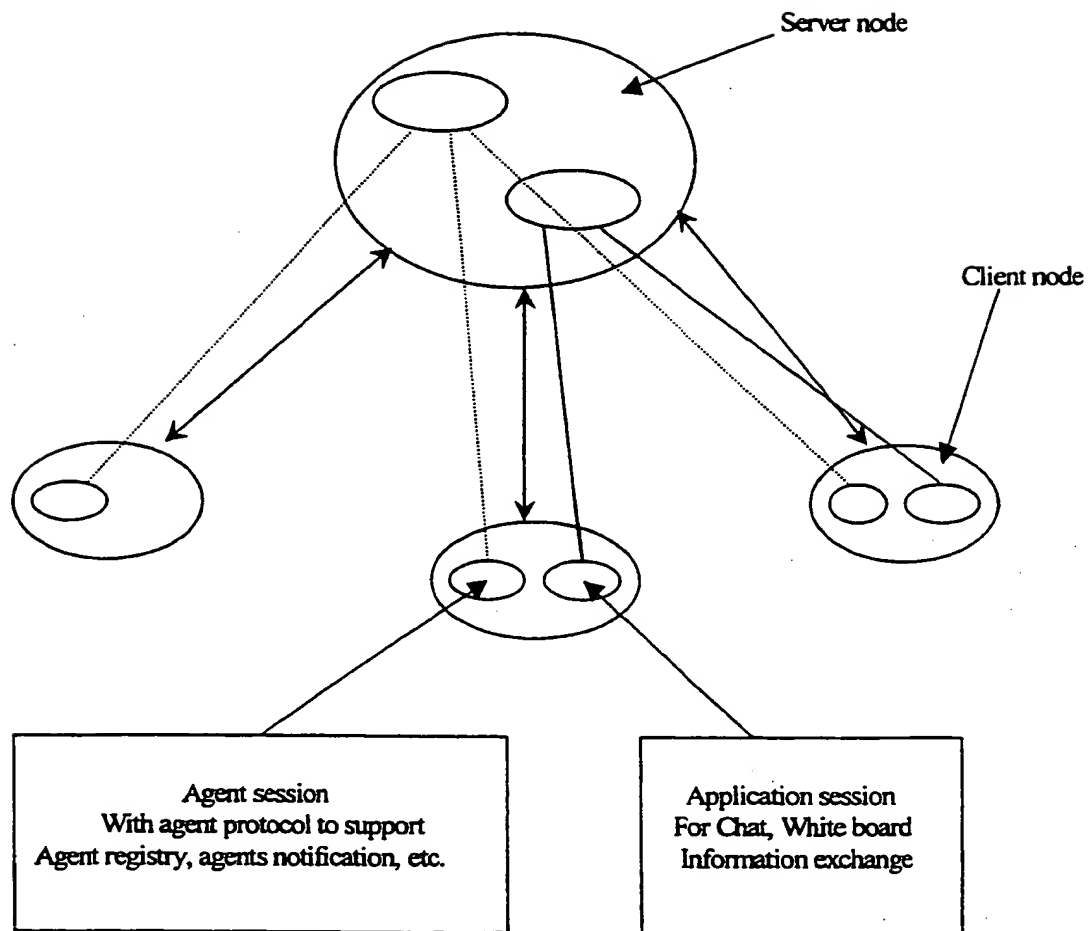 Server node
Client node
Agent session
With agent protocol to support
Agent registry, agents notification, etc.
Application session
For Chat, White board
Information exchange